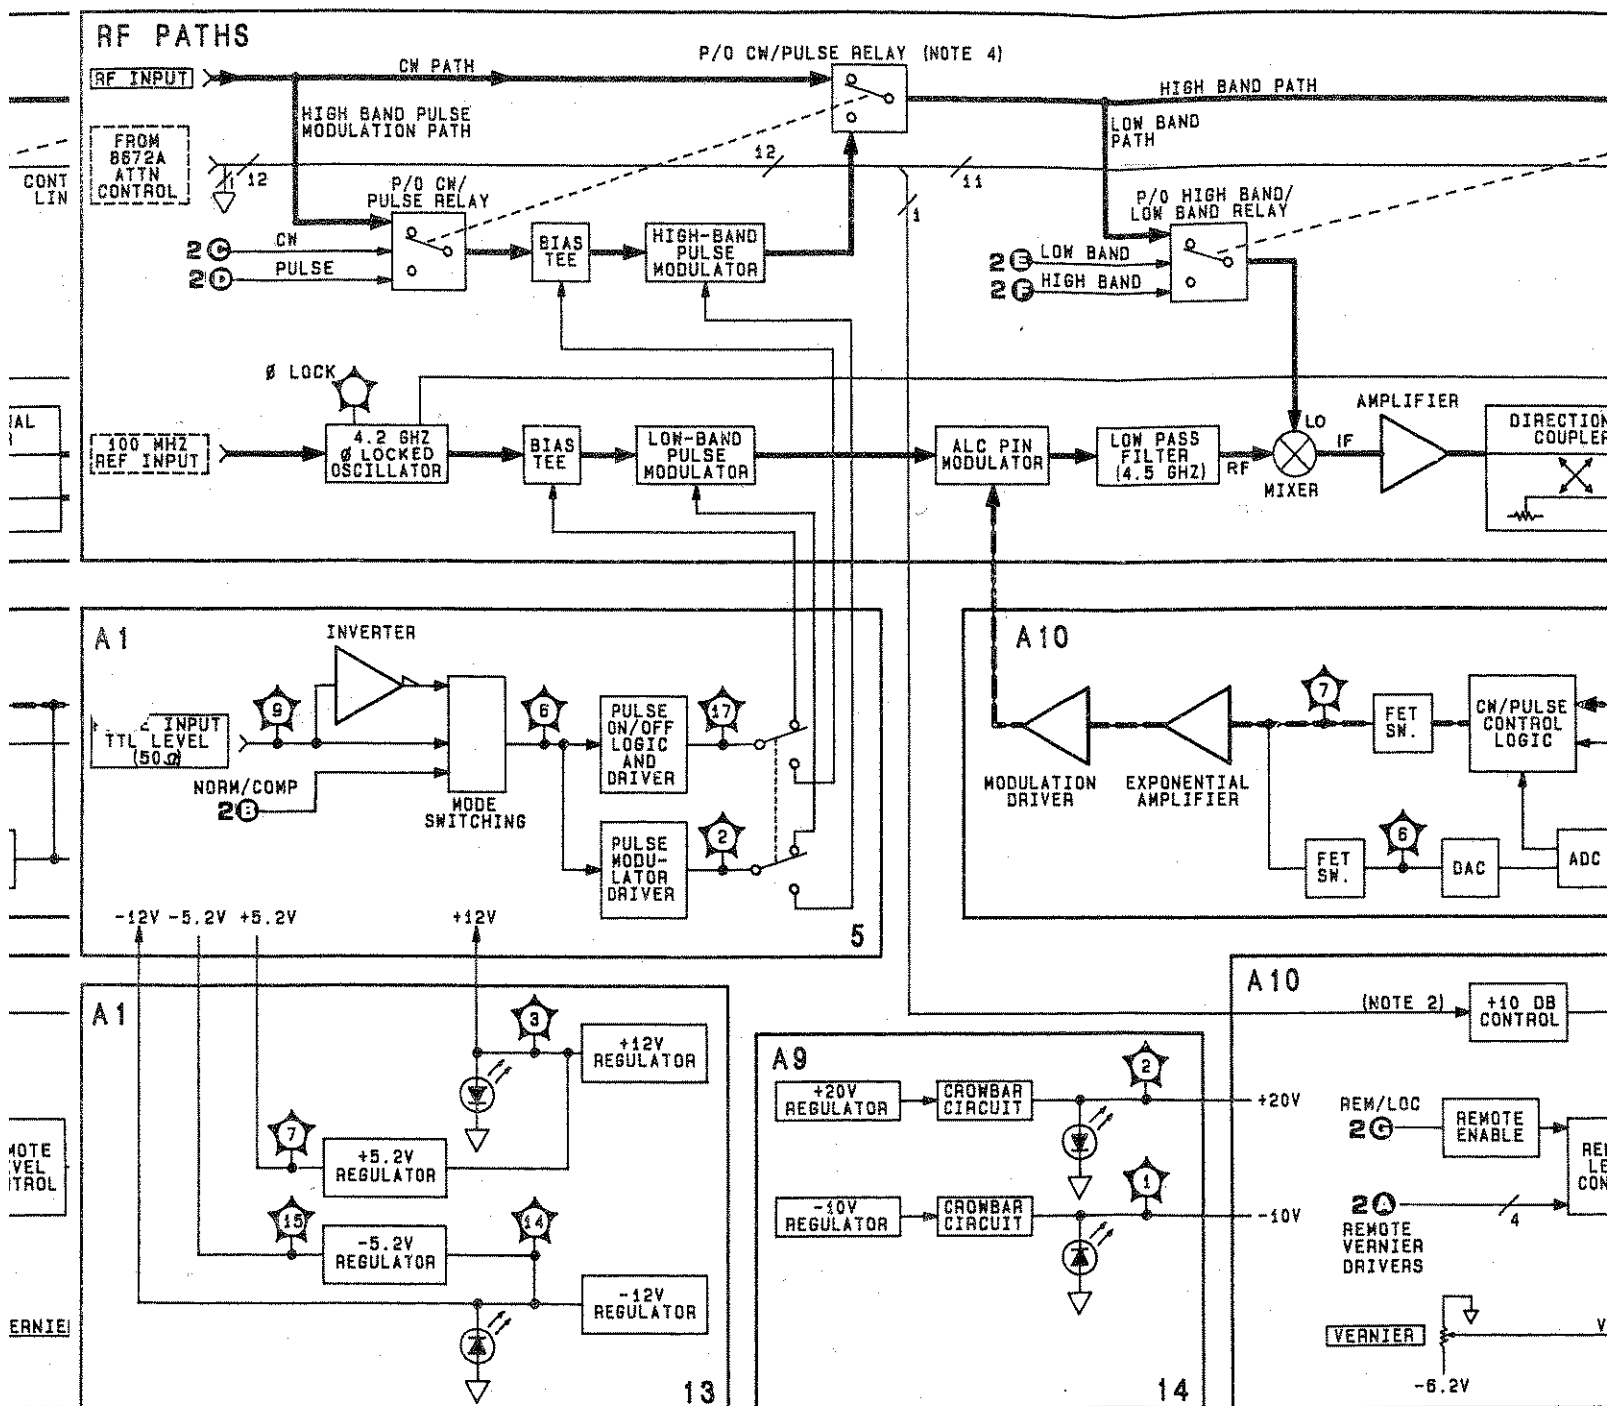 RF PATHS
RF INPUT
CW PATH
P/O CW/PULSE RELAY (NOTE 4)
HIGH BAND PATH
HIGH BAND PULSE
MODULATION PATH
LOW BAND
PATH
FROM
8672A
ATTN
CONTROL
CONT
LIN
1
12
12
11
1
P/O CW/
PULSE RELAY
P/O HIGH BAND/
LOW BAND RELAY
2 C CW
2 D PULSE
BIAS
TEE
HIGH-BAND
PULSE
MODULATOR
2 E LOW BAND
2 F HIGH BAND
Ø LOCK
100 MHZ
REF INPUT
4.2 GHZ
Ø LOCKED
OSCILLATOR
BIAS
TEE
LOW-BAND
PULSE
MODULATOR
ALC PIN
MODULATOR
LOW PASS
FILTER
(4.5 GHZ)
RF
LO
IF
MIXER
AMPLIFIER
DIRECTION
COUPLER
A1
INVERTER
INPUT
TTL LEVEL
(50Ω)
9
NORM/COMP
2 B
MODE
SWITCHING
6
PULSE
ON/OFF
LOGIC
AND
DRIVER
17
PULSE
MODU-
LATOR
DRIVER
2
-12V -5.2V +5.2V
+12V
5
A10
MODULATION
DRIVER
EXPONENTIAL
AMPLIFIER
7
FET
SW.
CW/PULSE
CONTROL
LOGIC
FET
SW.
6
DAC
ADC
A1
3
+12V
REGULATOR
7
+5.2V
REGULATOR
15
-5.2V
REGULATOR
14
-12V
REGULATOR
13
A9
+20V
REGULATOR
CROWBAR
CIRCUIT
2
+20V
-10V
REGULATOR
CROWBAR
CIRCUIT
1
-10V
14
A10
(NOTE 2)
+10 DB
CONTROL
REM/LOC
2 G
REMOTE
ENABLE
2 A
4
REMOTE
VERNIER
DRIVERS
VERNIER
-6.2V